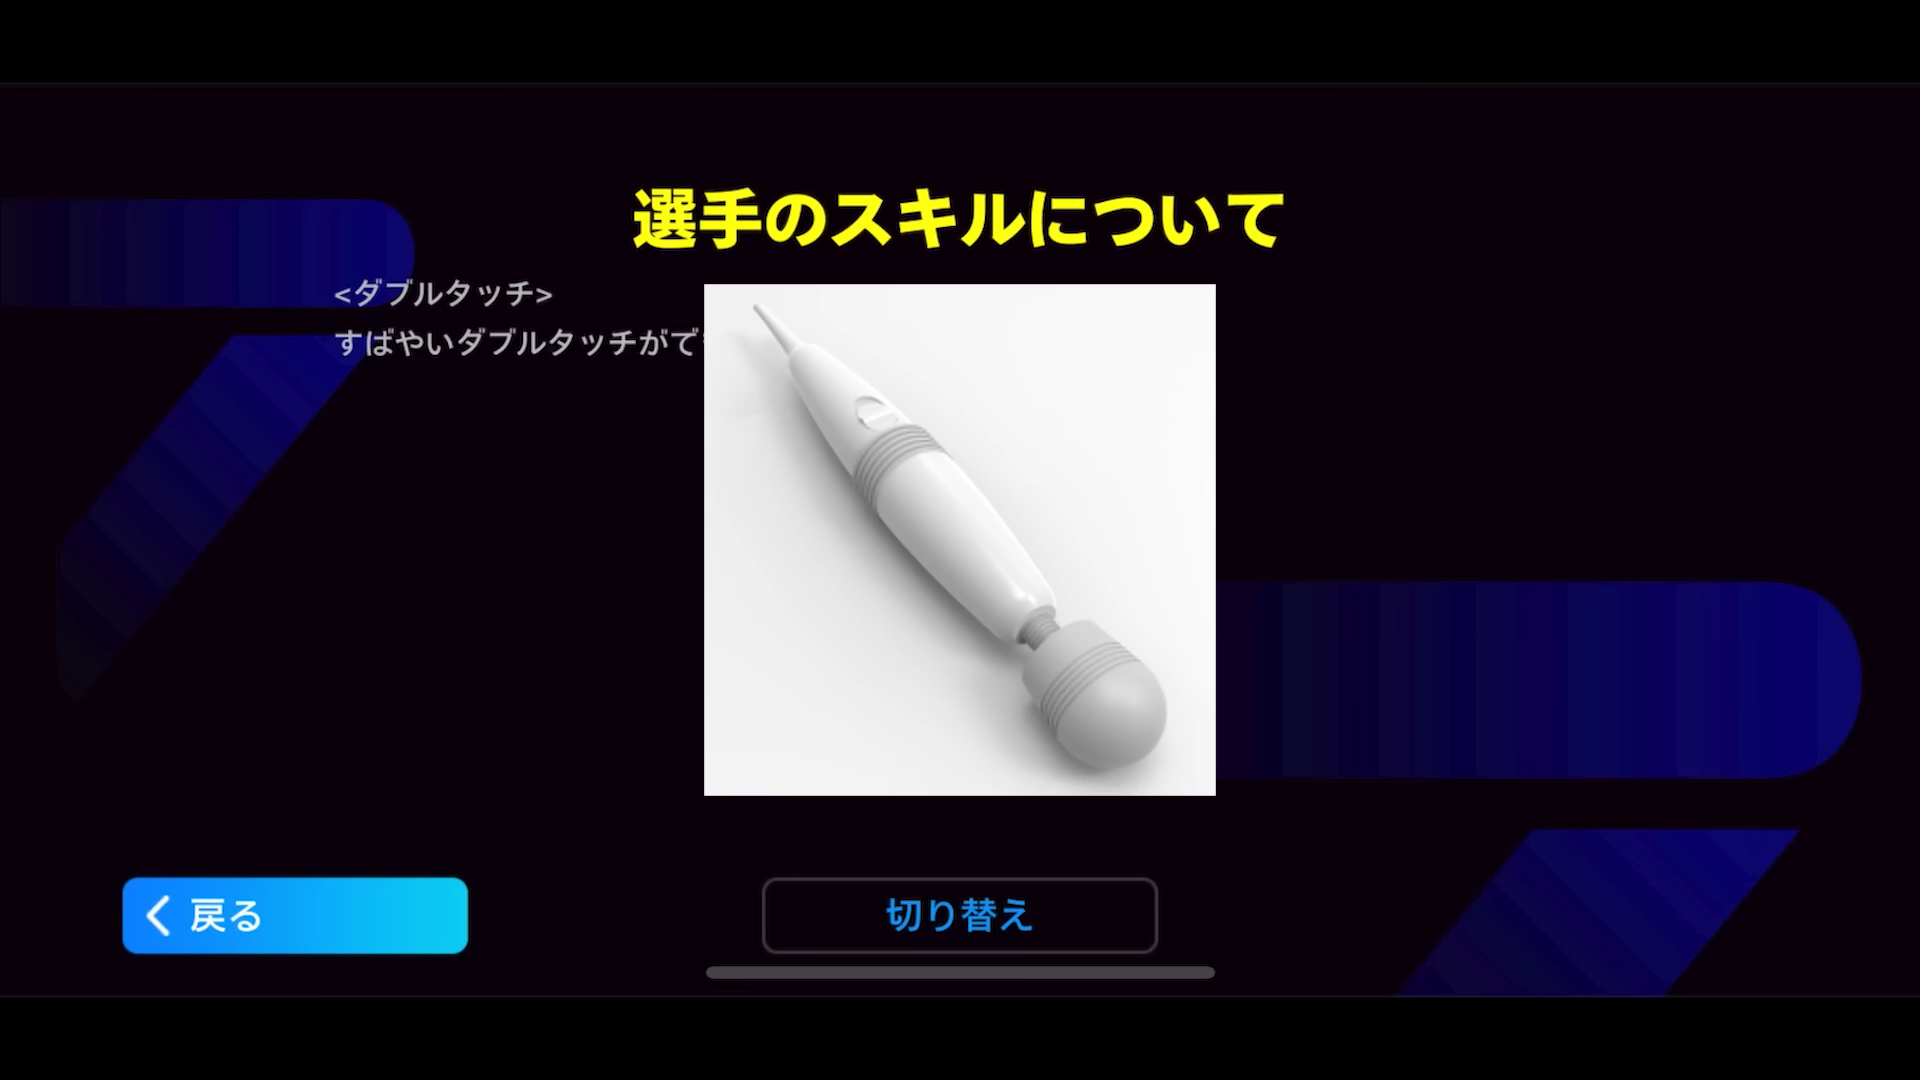 選手のスキルについて
<ダブルタッチ>
すばやいダブルタッチがで
戻る
切り替え